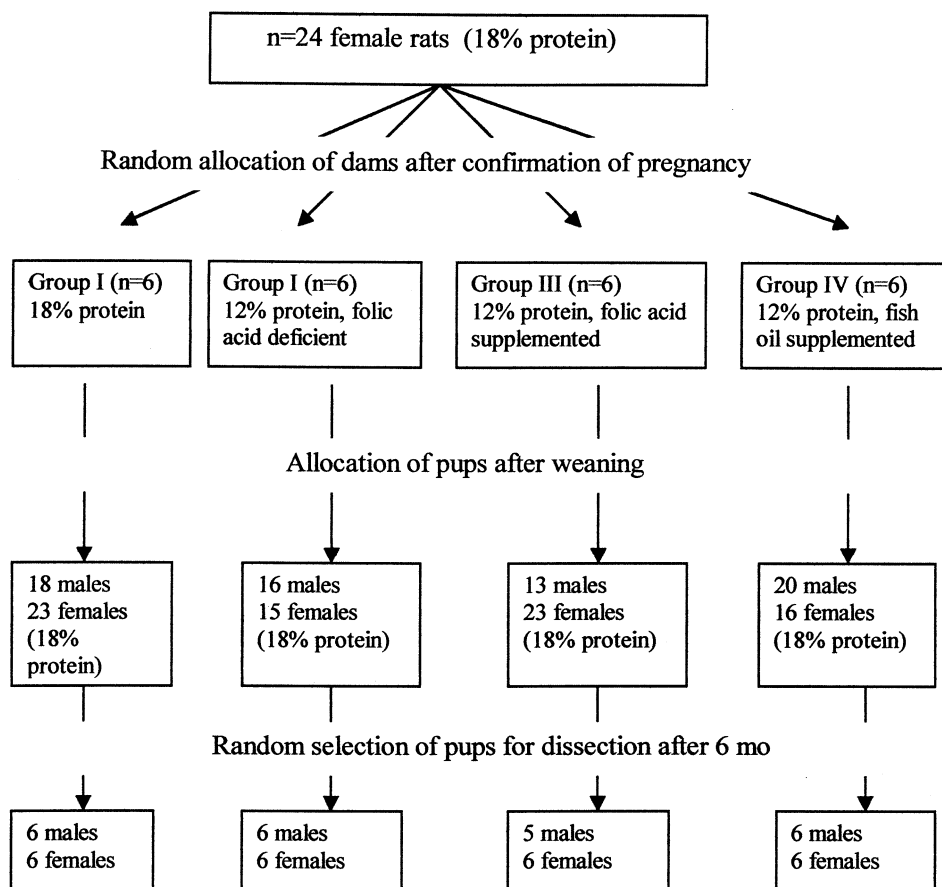 n=24 female rats (18% protein)
Random allocation of dams after confirmation of pregnancy
Group I (n=6)
18% protein
Group I (n=6)
12% protein, folic
acid deficient
Group III (n=6)
12% protein, folic acid
supplemented
Group IV (n=6)
12% protein, fish
oil supplemented
Allocation of pups after weaning
18 males
23 females
(18%
protein)
16 males
15 females
(18% protein)
13 males
23 females
(18% protein)
20 males
16 females
(18% protein)
Random selection of pups for dissection after 6 mo
6 males
6 females
6 males
6 females
5 males
6 females
6 males
6 females